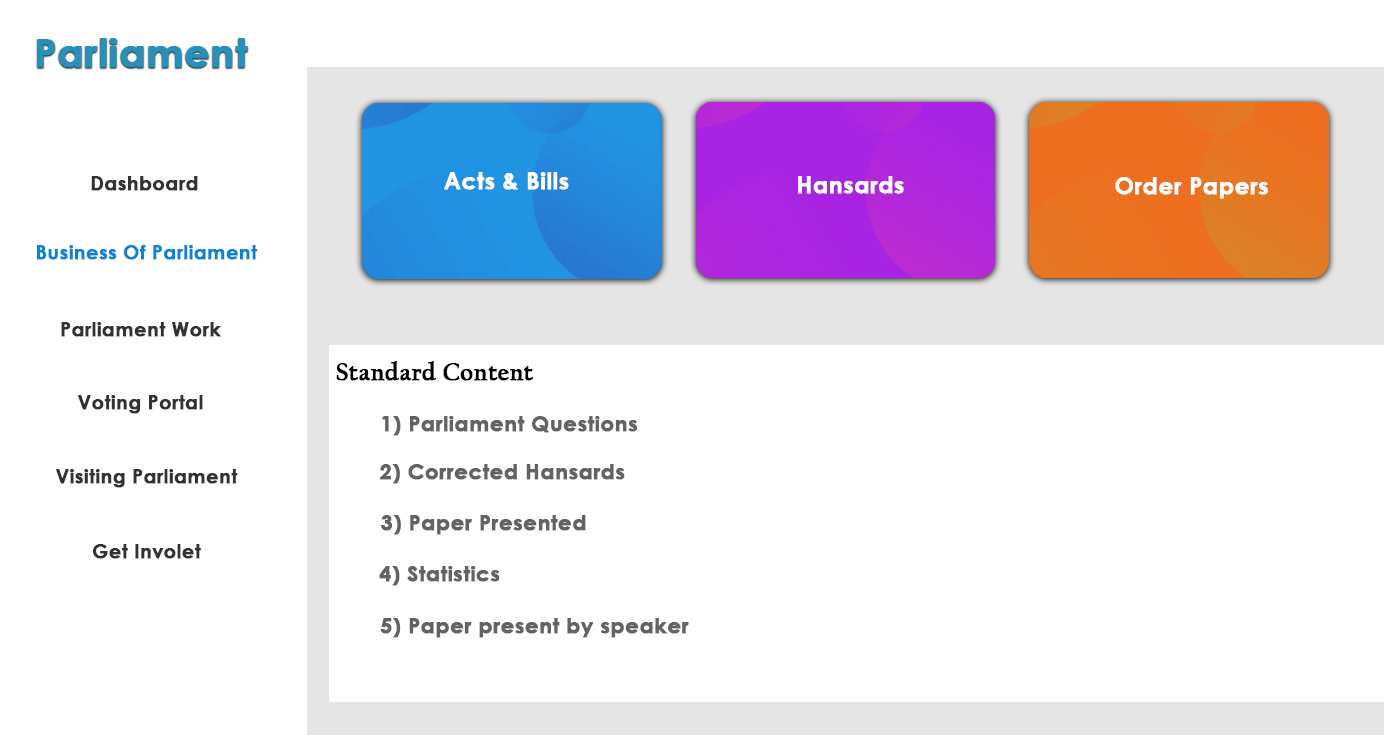 Parliament
Dashboard
Business Of Parliament
Parliament Work
Voting Portal
Visiting Parliament
Get Involet
Acts & Bills
Hansards
Order Papers
Standard Content
1) Parliament Questions
2) Corrected Hansards
3) Paper Presented
4) Statistics
5) Paper present by speaker